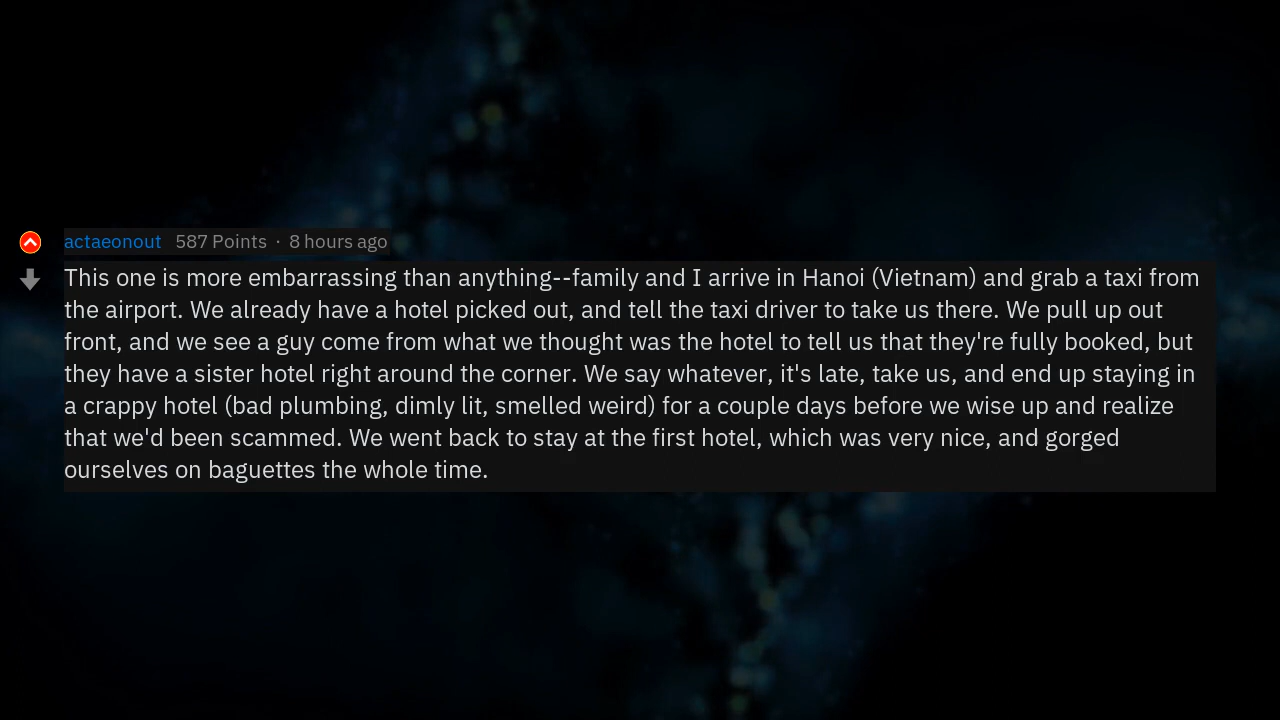 actaeonout 587 Points · 8 hours ago
This one is more embarrassing than anything--family and I arrive in Hanoi (Vietnam) and grab a taxi from
the airport. We already have a hotel picked out, and tell the taxi driver to take us there. We pull up out
front, and we see a guy come from what we thought was the hotel to tell us that they're fully booked, but
they have a sister hotel right around the corner. We say whatever, it's late, take us, and end up staying in
a crappy hotel (bad plumbing, dimly lit, smelled weird) for a couple days before we wise up and realize
that we'd been scammed. We went back to stay at the first hotel, which was very nice, and gorged
ourselves on baguettes the whole time.